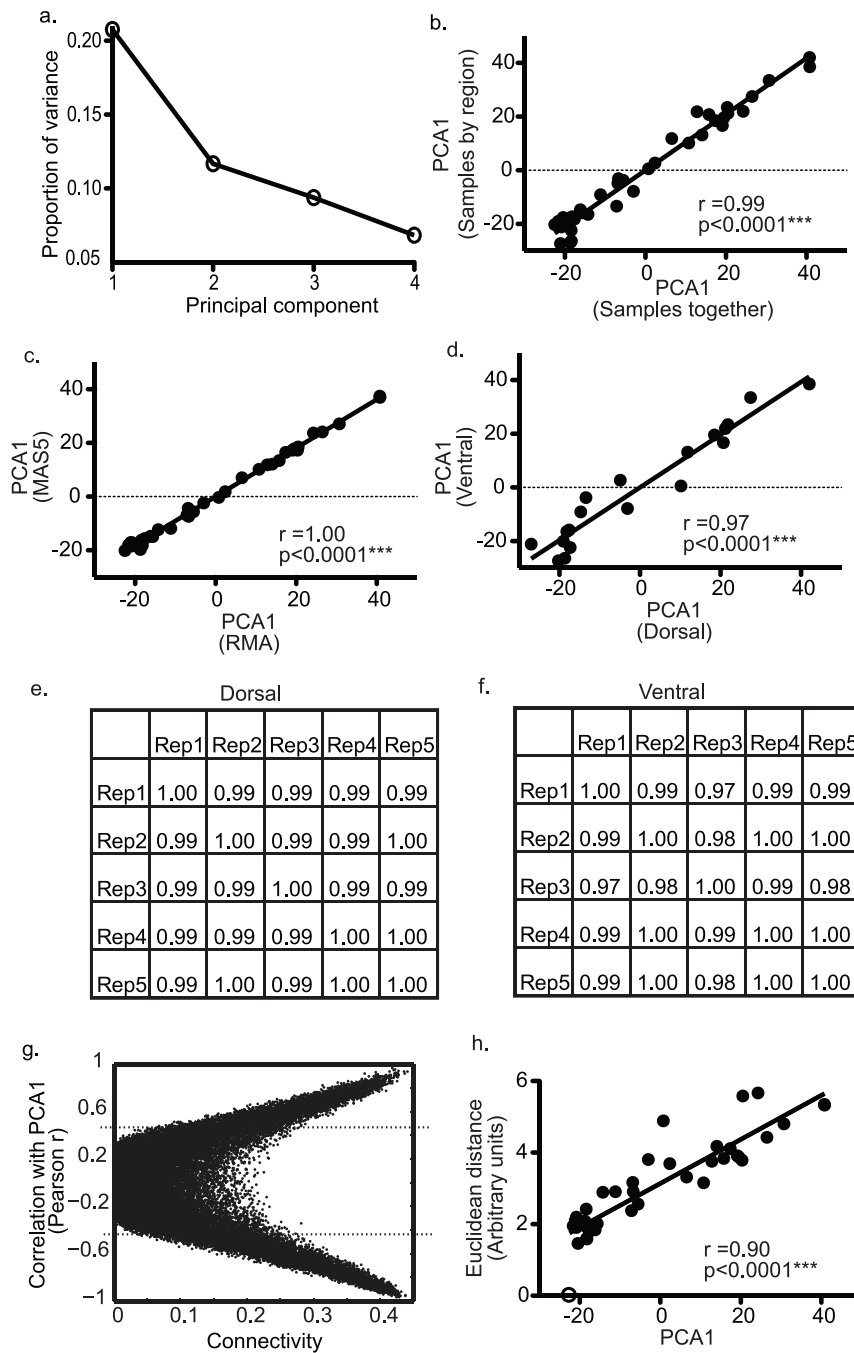 a.
0.20
0.15
0.10
0.05
Proportion of variance
1 2 3 4
Principal component
b.
40
20
0
-20
PCA1
(Samples by region)
r =0.99
p<0.0001***
-20 0 20 40
PCA1
(Samples together)
c.
40
20
0
-20
PCA1
(MAS5)
r =1.00
p<0.0001***
-20 0 20 40
PCA1
(RMA)
d.
40
20
0
-20
PCA1
(Ventral)
r =0.97
p<0.0001***
-20 0 20 40
PCA1
(Dorsal)
e.
Dorsal
Rep1 Rep2 Rep3 Rep4 Rep5
Rep1 1.00 0.99 0.99 0.99 0.99
Rep2 0.99 1.00 0.99 0.99 1.00
Rep3 0.99 0.99 1.00 0.99 0.99
Rep4 0.99 0.99 0.99 1.00 1.00
Rep5 0.99 1.00 0.99 1.00 1.00
f.
Ventral
Rep1 Rep2 Rep3 Rep4 Rep5
Rep1 1.00 0.99 0.97 0.99 0.99
Rep2 0.99 1.00 0.98 1.00 1.00
Rep3 0.97 0.98 1.00 0.99 0.98
Rep4 0.99 1.00 0.99 1.00 1.00
Rep5 0.99 1.00 0.98 1.00 1.00
g.
1
0.6
0.2
−0.2
−0.6
−1
Correlation with PCA1
(Pearson r)
0 0.1 0.2 0.3 0.4
Connectivity
h.
6
4
2
0
Euclidean distance
(Arbitrary units)
r =0.90
p<0.0001***
-20 0 20 40
PCA1